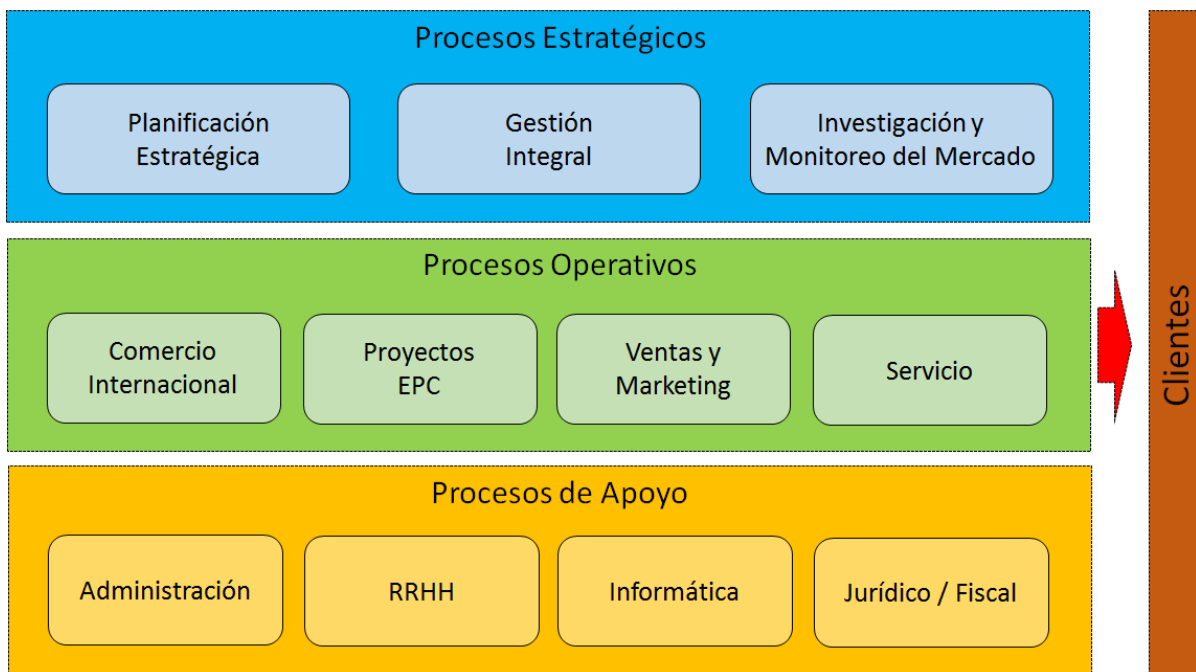 Procesos Estratégicos
Planificación
Estratégica
Gestión
Integral
Investigación y
Monitoreo del Mercado
Procesos Operativos
Comercio
Internacional
Proyectos
EPC
Ventas y
Marketing
Servicio
Procesos de Apoyo
Administración
RRHH
Informática
Jurídico / Fiscal
Clientes